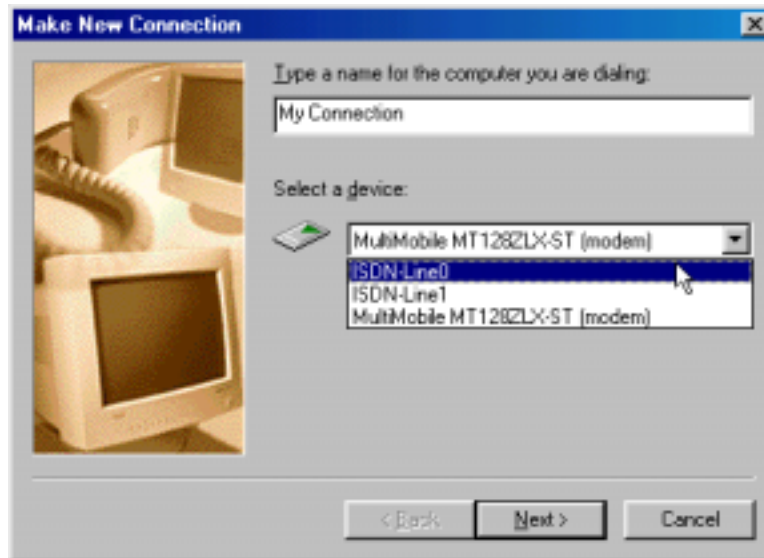 Make New Connection
Type a name for the computer you are dialing:
My Connection
Select a device:
MultiMobile MT128ZLX-ST (modem)
ISDN-Line0
ISDN-Line1
MultiMobile MT128ZLX-ST (modem)
< Back
Next >
Cancel